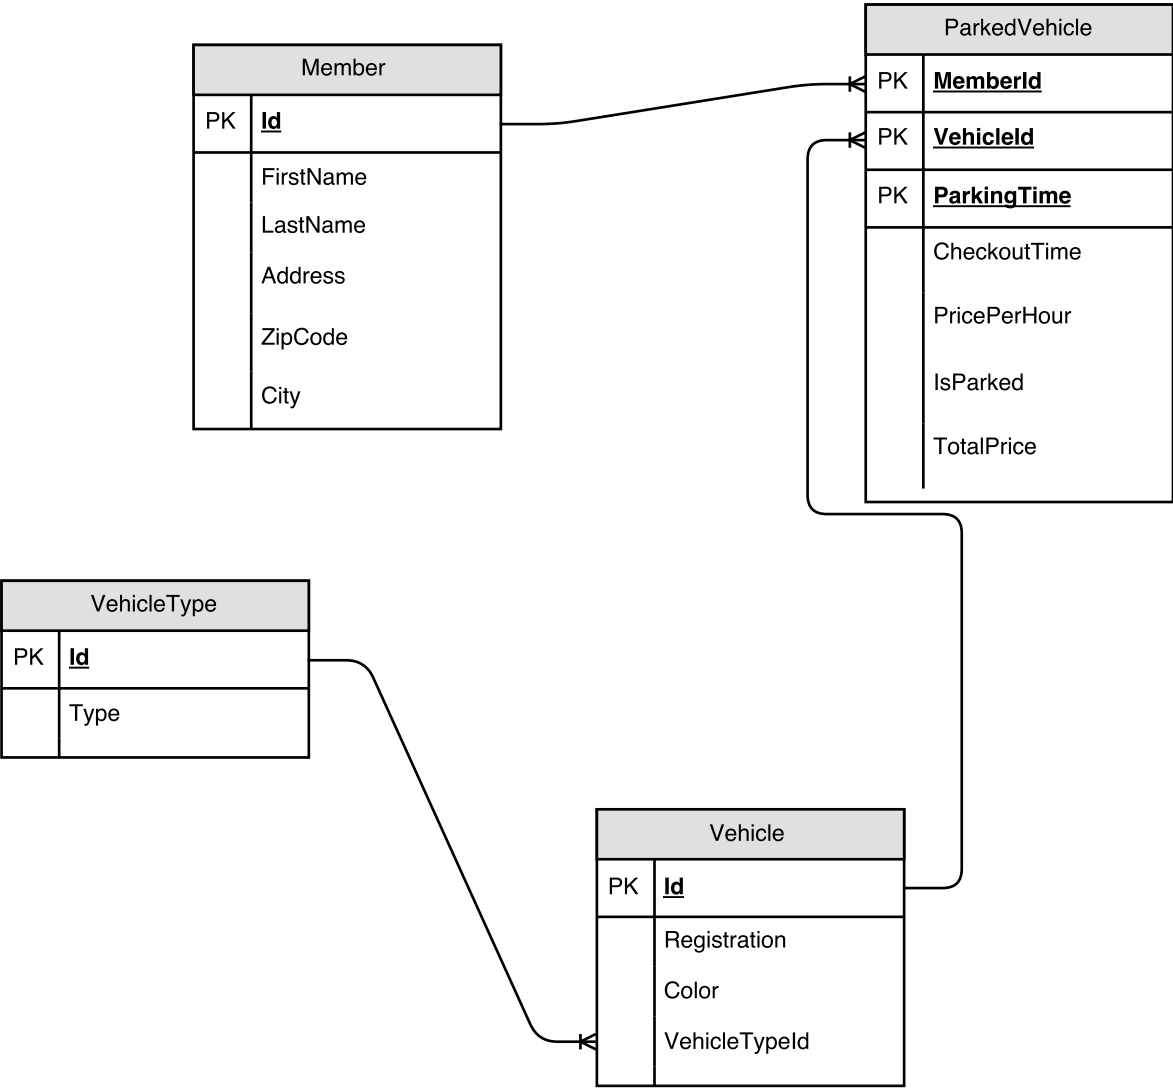 Member
PK Id
FirstName
LastName
Address
ZipCode
City
ParkedVehicle
PK MemberId
PK VehicleId
PK ParkingTime
CheckoutTime
PricePerHour
IsParked
TotalPrice
VehicleType
PK Id
Type
Vehicle
PK Id
Registration
Color
VehicleTypeId